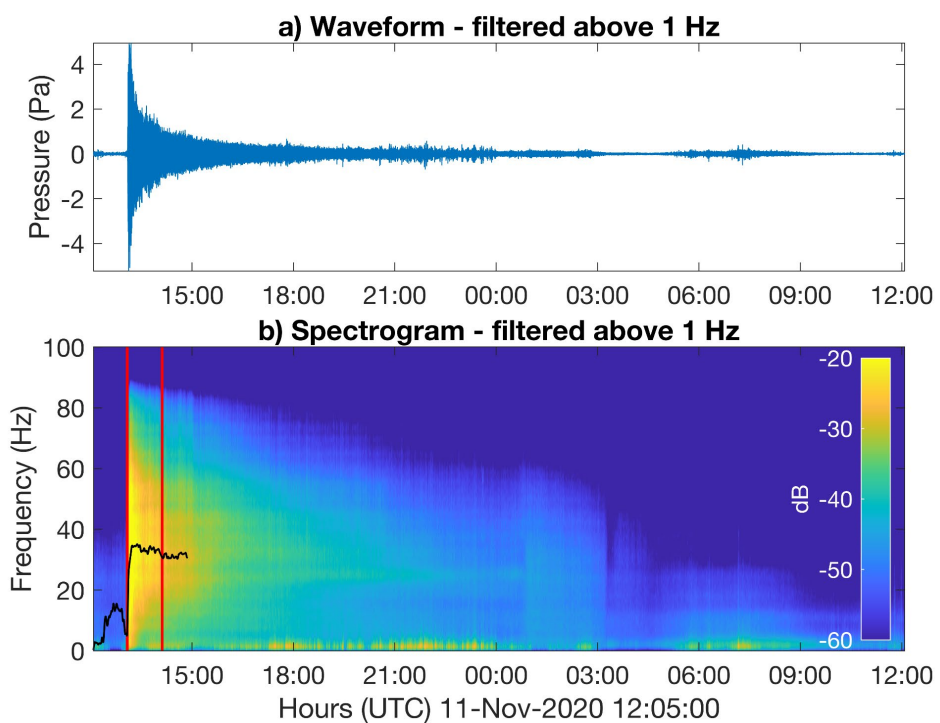 a) Waveform - filtered above 1 Hz
Pressure (Pa)
4
2
0
-2
-4
15:00 18:00 21:00 00:00 03:00 06:00 09:00 12:00
b) Spectrogram - filtered above 1 Hz
Frequency (Hz)
100
80
60
40
20
0
dB
-20
-30
-40
-50
-60
15:00 18:00 21:00 00:00 03:00 06:00 09:00 12:00
Hours (UTC) 11-Nov-2020 12:05:00